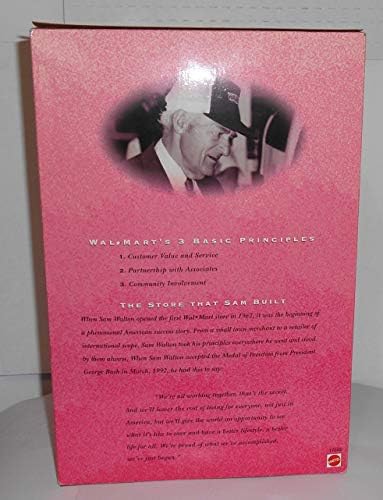 WAL★MART'S 3 BASIC PRINCIPLES
1. Customer Value and Service
2. Partnership with Associates
3. Community Involvement
THE STORE THAT SAM BUILT
When Sam Walton opened the first Wal★Mart store in 1962, it was the beginning of
a phenomenal American success story. From a small town merchant to a retailer of
international scope, Sam Walton took his principles everywhere he went and stood
by them always. When Sam Walton accepted the Medal of Freedom from President
George Bush in March, 1992, he had this to say:
"We're all working together, that's the secret.
And we'll lower the cost of living for everyone, not just in
America, but we'll give the world an opportunity to see
what it's like to save and have a better lifestyle, a better
life for all. We're proud of what we've accomplished,
we've just begun."
MATTEL